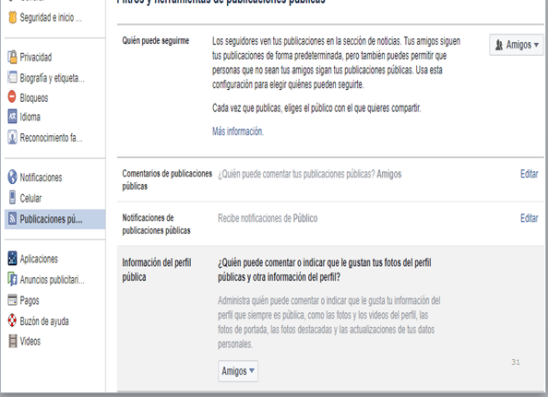 Filtros y herramientas de publicaciones públicas
Seguridad e inicio ...
Privacidad
Biografía y etiqueta...
Bloqueos
Idioma
Reconocimiento fa...
Notificaciones
Celular
Publicaciones pú...
Aplicaciones
Anuncios publicitari...
Pagos
Buzón de ayuda
Videos
Quién puede seguirme
Los seguidores ven tus publicaciones en la sección de noticias. Tus amigos siguen
tus publicaciones de forma predeterminada, pero también puedes permitir que
personas que no sean tus amigos sigan tus publicaciones públicas. Usa esta
configuración para elegir quiénes pueden seguirte.
Cada vez que publicas, eliges el público con el que quieres compartir.
Más información.
Amigos
Comentarios de publicaciones
públicas
¿Quién puede comentar tus publicaciones públicas? Amigos
Editar
Notificaciones de
publicaciones públicas
Recibe notificaciones de Público
Editar
Información del perfil
pública
¿Quién puede comentar o indicar que le gustan tus fotos del perfil
públicas y otra información del perfil?
Administra quién puede comentar o indicar que le gusta tu información del
perfil que siempre es pública, como las fotos y los videos del perfil, las
fotos de portada, las fotos destacadas y las actualizaciones de tus datos
personales.
Amigos
31